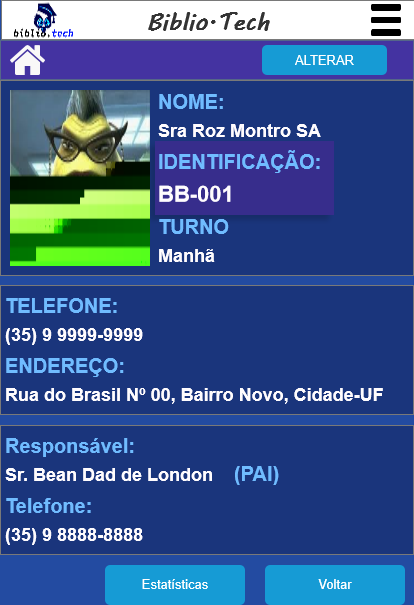 biblio.tech
Biblio·Tech
ALTERAR
NOME:
Sra Roz Montro SA
IDENTIFICAÇÃO:
BB-001
TURNO
Manhã
TELEFONE:
(35) 9 9999-9999
ENDEREÇO:
Rua do Brasil Nº 00, Bairro Novo, Cidade-UF
Responsável:
Sr. Bean Dad de London (PAI)
Telefone:
(35) 9 8888-8888
Estatísticas Voltar